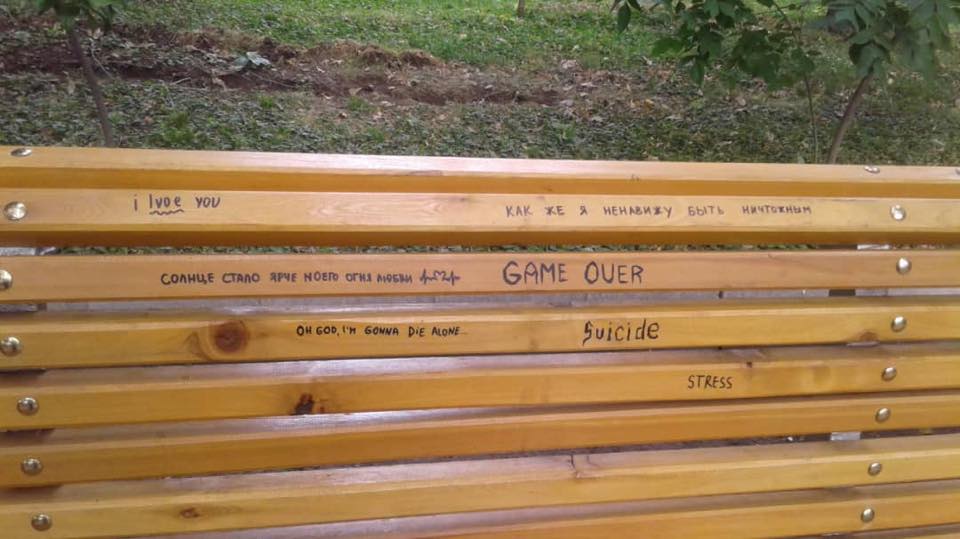 i lvoe you
КАК ЖЕ Я НЕНАВИЖУ БЫТЬ НИЧТОЖНЫМ
СОЛНЦЕ СТАЛО ЯРЧЕ МОЕГО ОГНЯ ЛЮБВИ
GAME OVER
OH GOD, I'M GONNA DIE ALONE...
Suicide
STRESS